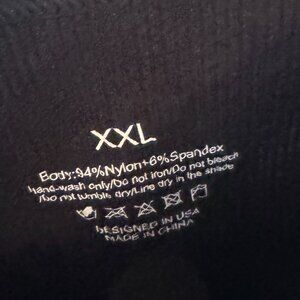 XXL
Body:94%Nylon+6%Spandex
hand-wash only/Do not iron/Do not bleach
/Do not tumble dry/Line dry in the shade
DESIGNED IN USA
MADE IN CHINA